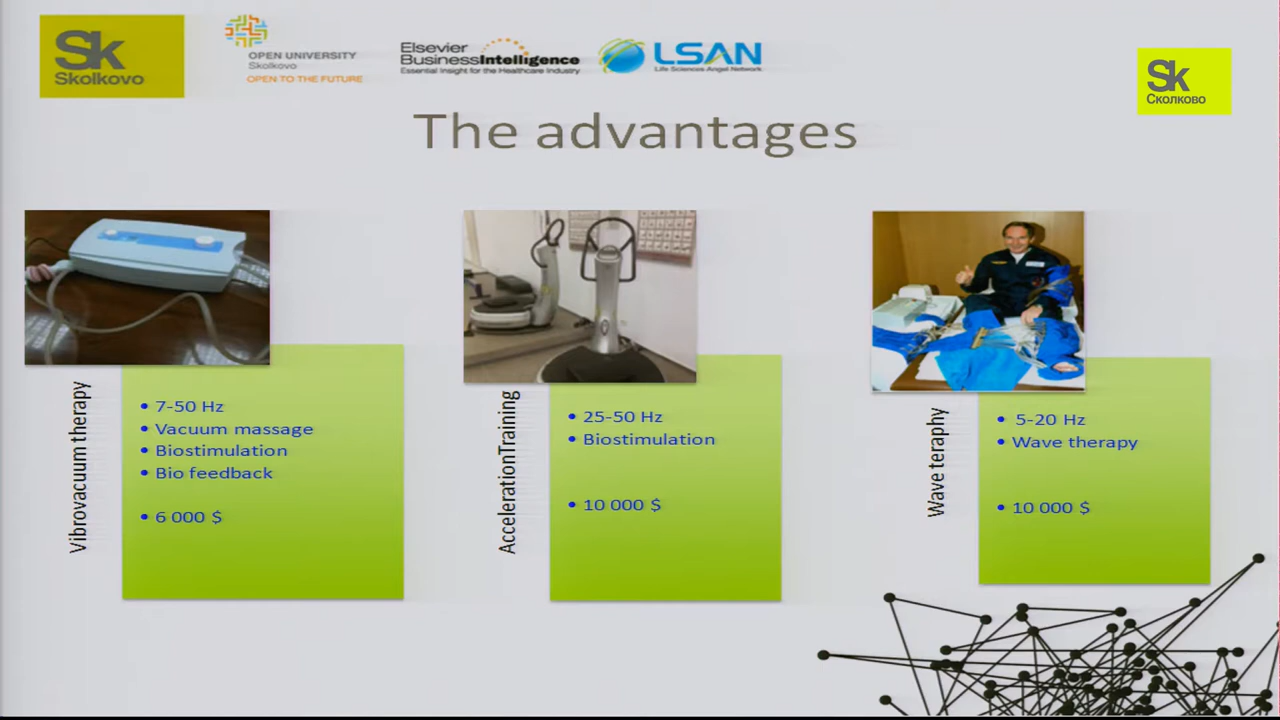 Sk
Skolkovo
OPEN UNIVERSITY
Skolkovo
OPEN TO THE FUTURE
Elsevier
BusinessIntelligence
Essential Insight for the Healthcare Industry
LSAN
Life Sciences Angel Network
Sk
Сколково
The advantages
Vibrovacuum therapy
• 7-50 Hz
• Vacuum massage
• Biostimulation
• Bio feedback
• 6 000 $
AccelerationTraining
• 25-50 Hz
• Biostimulation
• 10 000 $
Wave teraphy
• 5-20 Hz
• Wave therapy
• 10 000 $